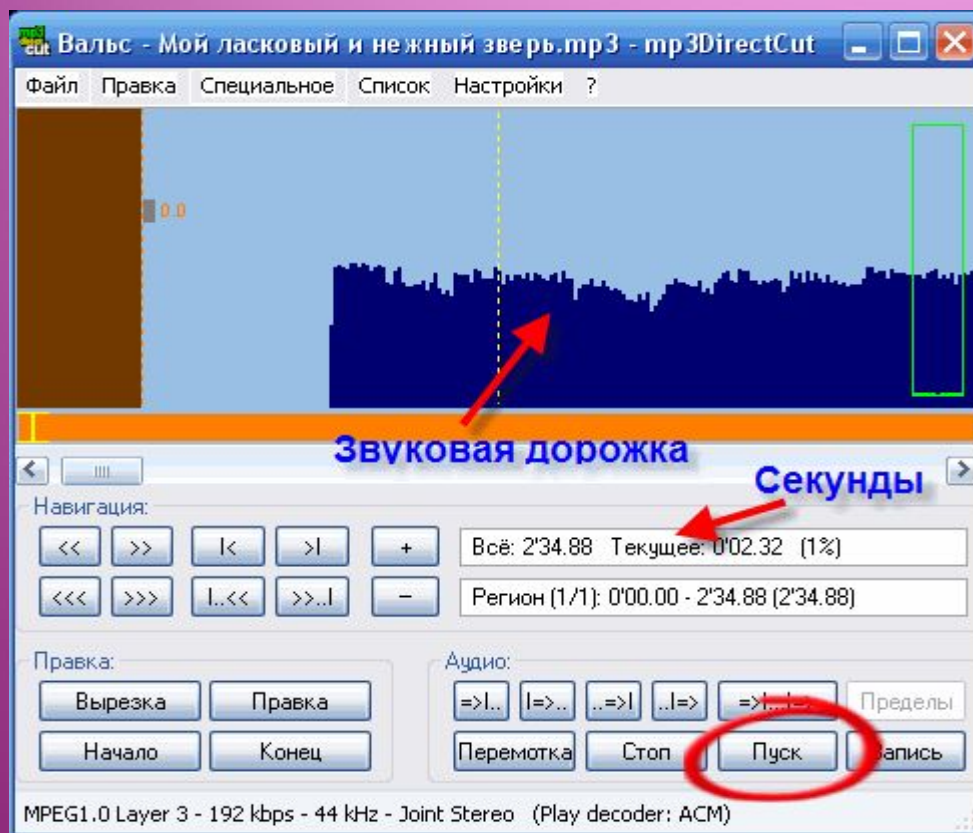 mp3 cut Вальс - Мой ласковый и нежный зверь.mp3 - mp3DirectCut
Файл Правка Специальное Список Настройки ?
0.0
Звуковая дорожка
Секунды
Навигация:
<< >> |< >| + Всё: 2'34.88 Текущее: 0'02.32 (1%)
<<< >>> |..<< >>..| − Регион (1/1): 0'00.00 - 2'34.88 (2'34.88)
Правка: Аудио:
Вырезка Правка =>|.. |=>.. ..=>| ..|=> =>|..|=> Пределы
Начало Конец Перемотка Стоп Пуск Запись
MPEG1.0 Layer 3 - 192 kbps - 44 kHz - Joint Stereo (Play decoder: ACM)